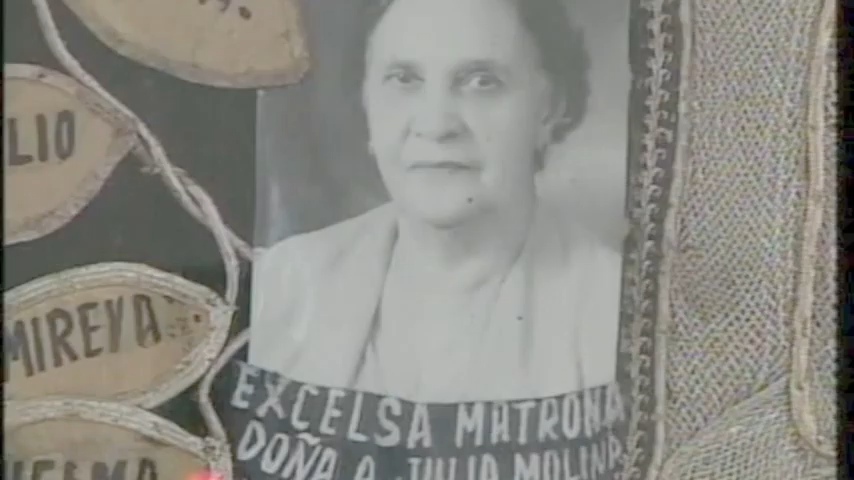 LIO
MIREYA
EXCELSA MATRONA
DOÑA A. JULIA MOLINA